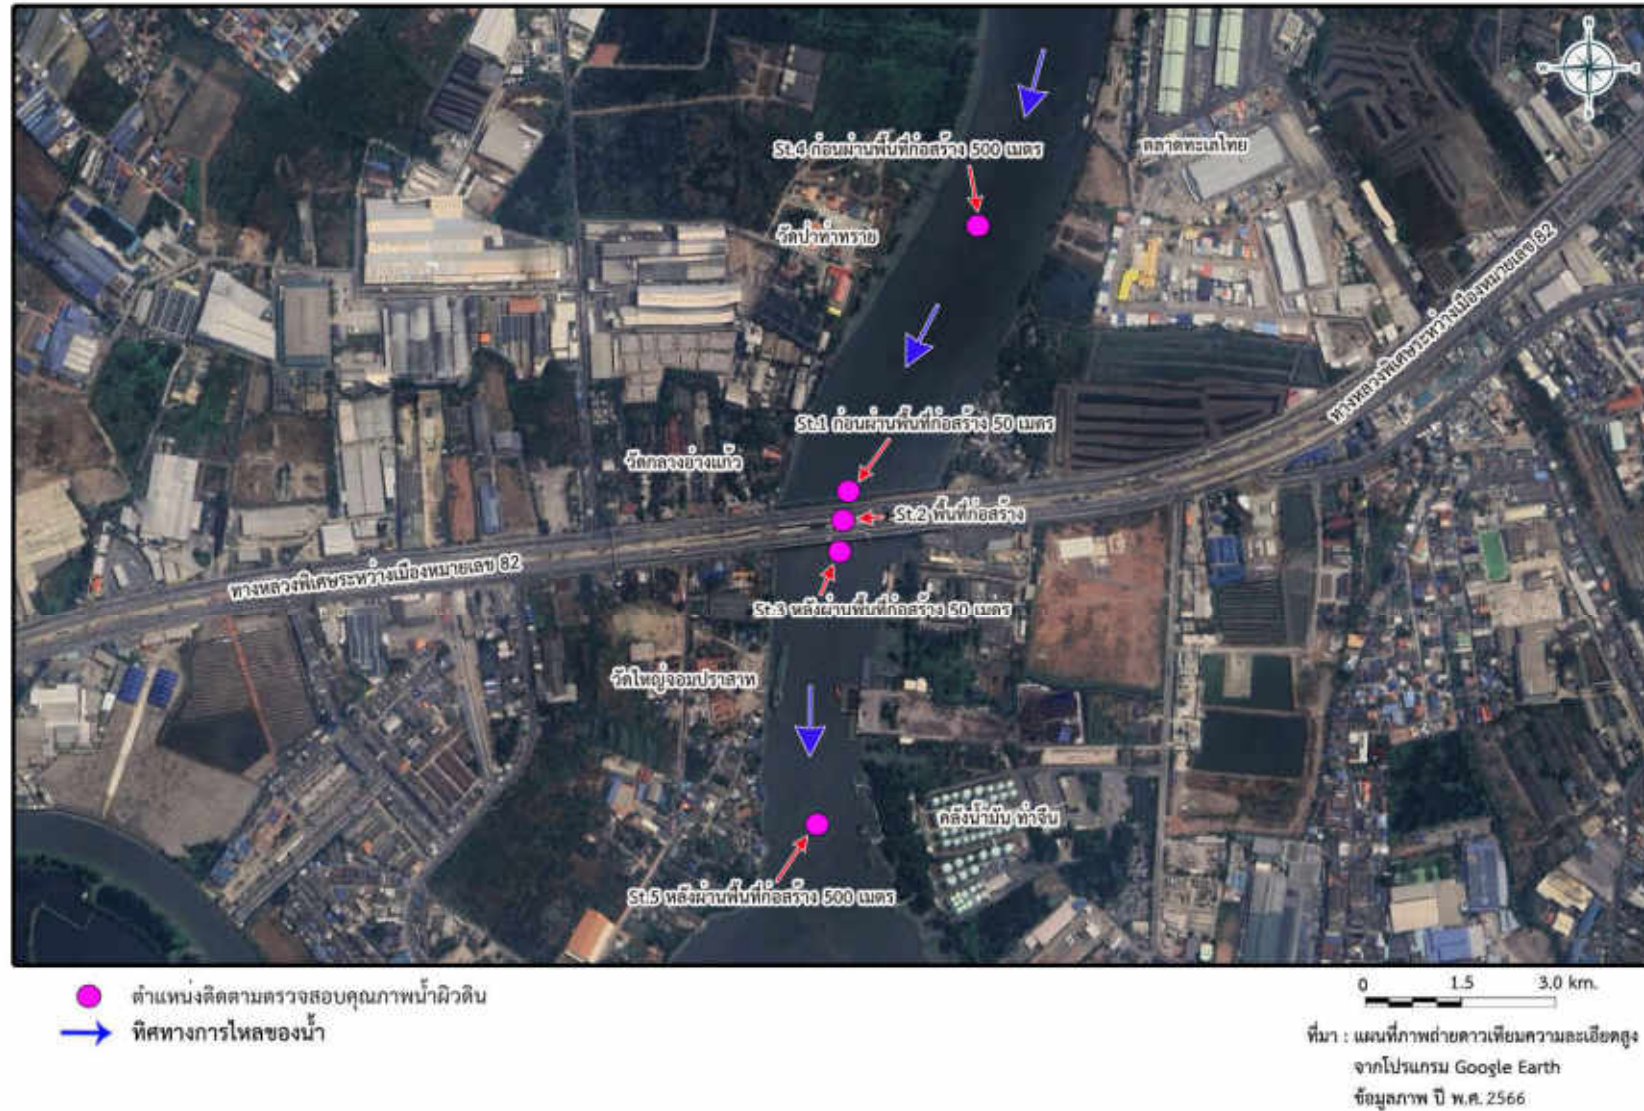 N
W
E
S
St.4 ก่อนผ่านพื้นที่ก่อสร้าง 500 เมตร
ตลาดทะเลไทย
วัดป่าท่าทราย
ทางหลวงพิเศษระหว่างเมืองหมายเลข 82
St.1 ก่อนผ่านพื้นที่ก่อสร้าง 50 เมตร
วัดกลางอ่างแก้ว
St.2 พื้นที่ก่อสร้าง
ทางหลวงพิเศษระหว่างเมืองหมายเลข 82
St.3 หลังผ่านพื้นที่ก่อสร้าง 50 เมตร
วัดใหญ่จอมปราสาท
คลังน้ำมัน ท่าจีน
St.5 หลังผ่านพื้นที่ก่อสร้าง 500 เมตร
ตำแหน่งติดตามตรวจสอบคุณภาพน้ำผิวดิน
ทิศทางการไหลของน้ำ
0 1.5 3.0 km.
ที่มา : แผนที่ภาพถ่ายดาวเทียมความละเอียดสูง
จากโปรแกรม Google Earth
ข้อมูลภาพ ปี พ.ศ. 2566